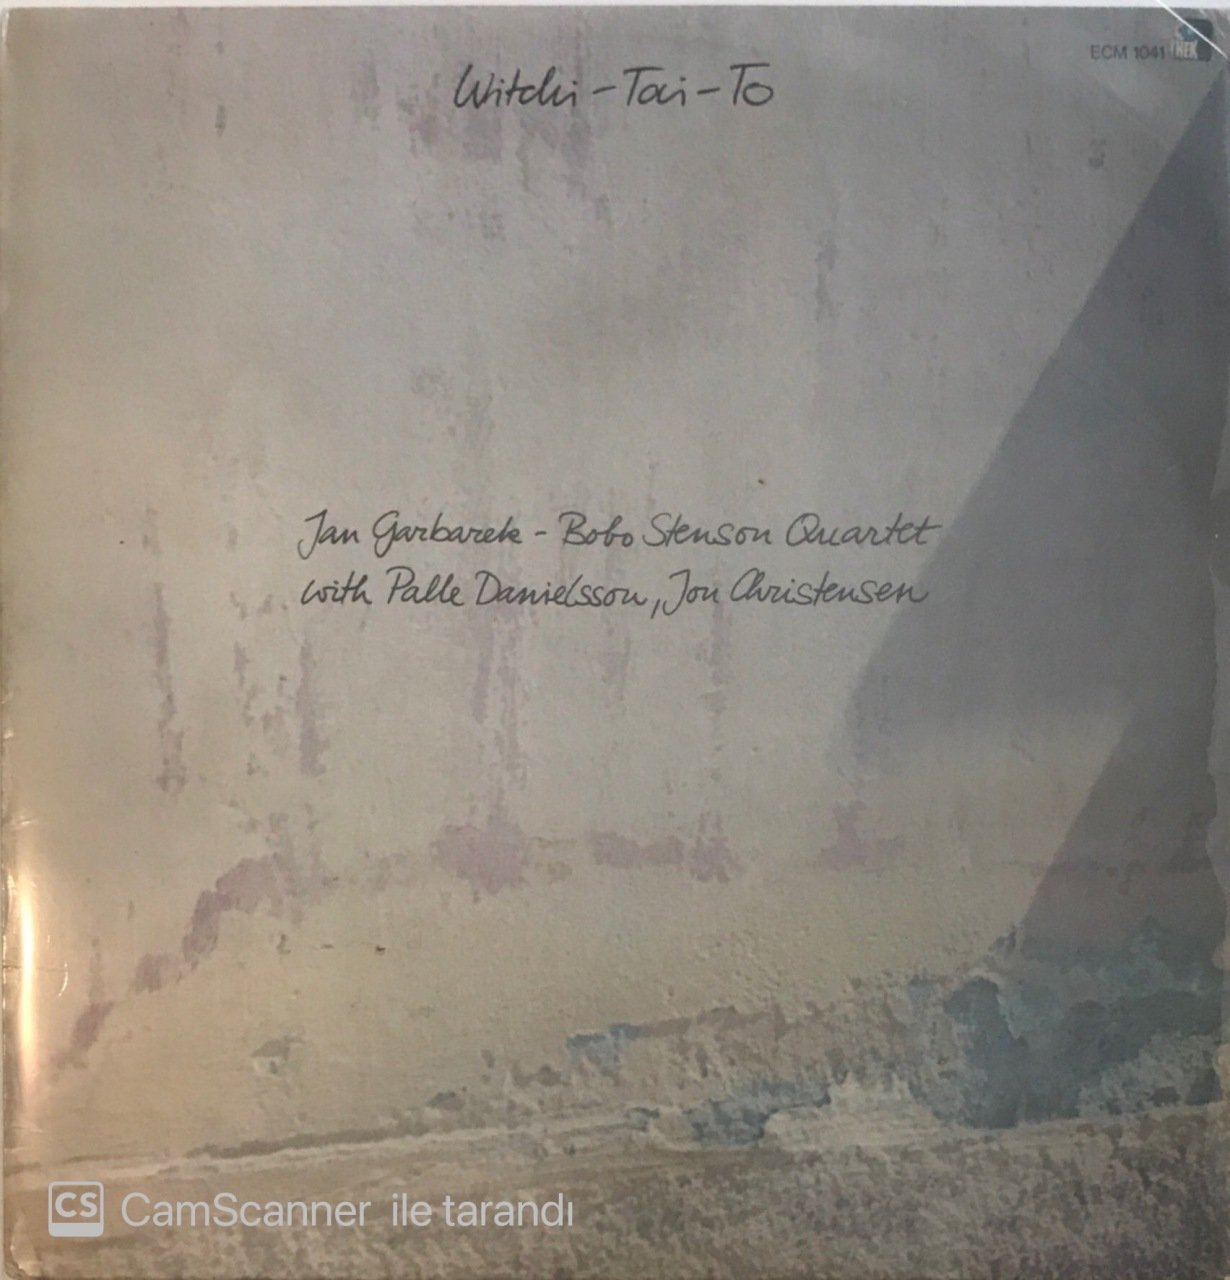 ECM 1041
Witchi-Tai-To
Jan Garbarek - Bobo Stenson Quartet
with Palle Danielsson, Jon Christensen
CS CamScanner ile tarandı